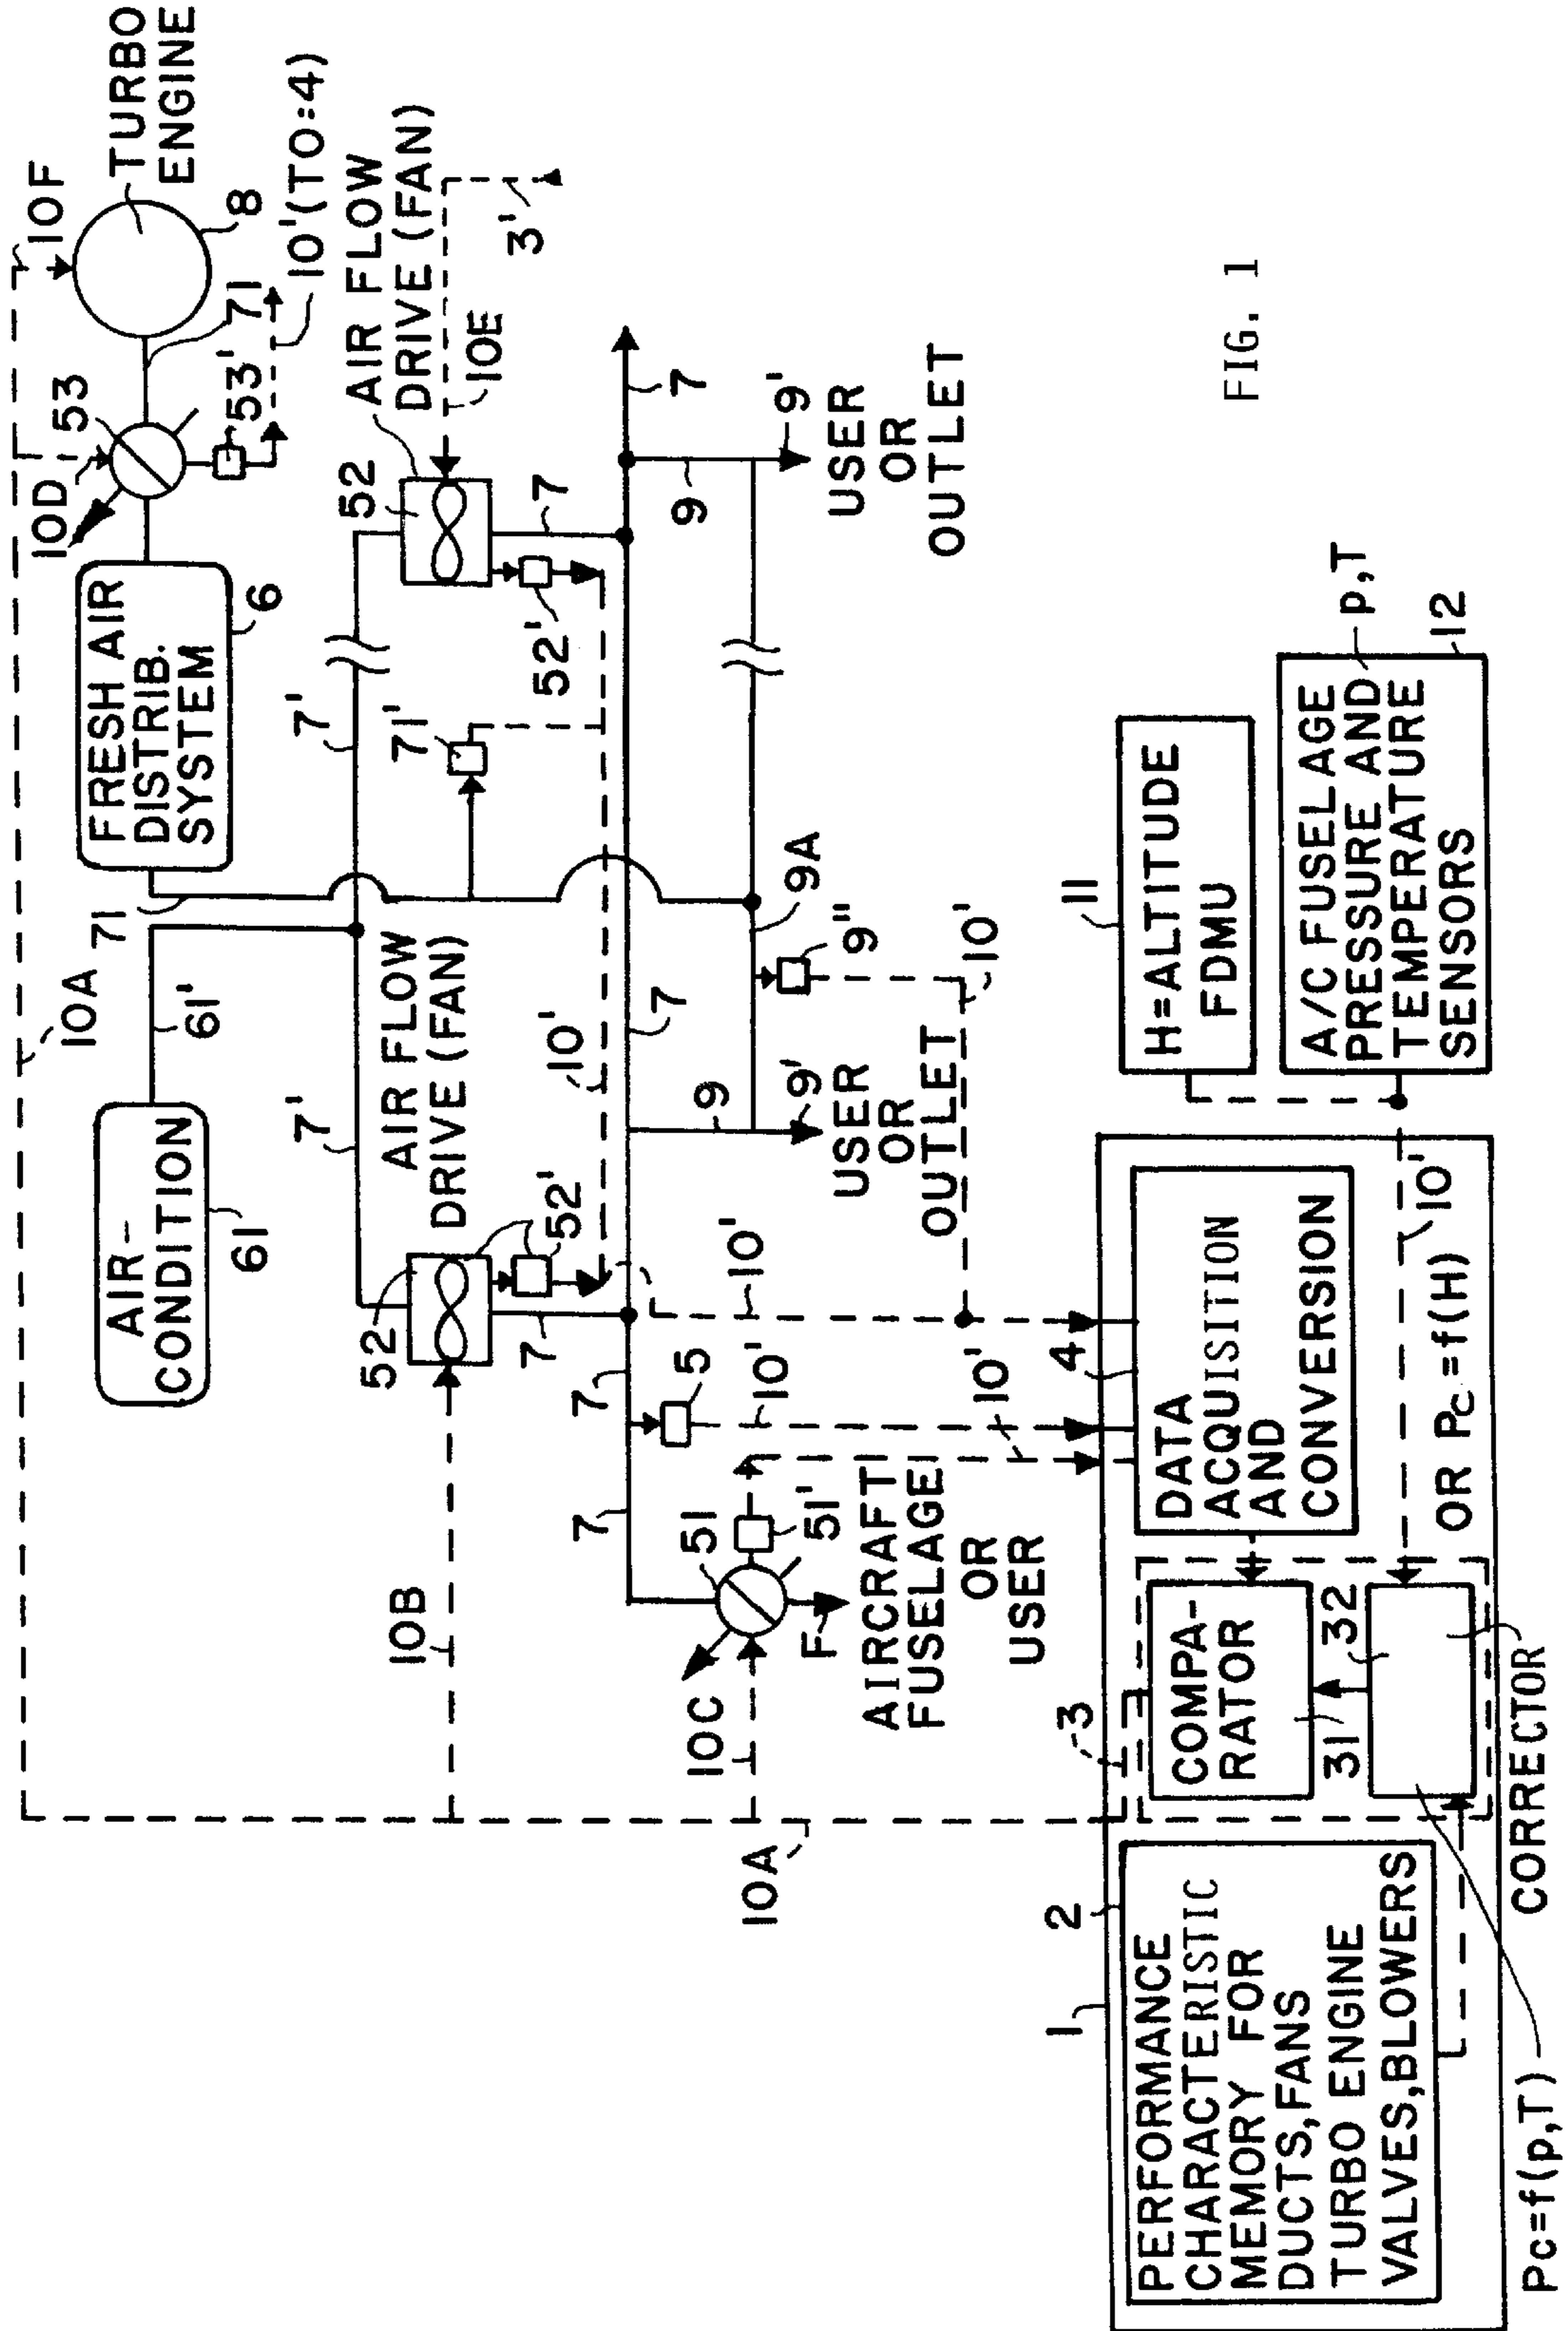 10A
10F
TURBO
ENGINE
8
71
53
10D
53'
10'(TO=4)
FRESH AIR
DISTRIB.
SYSTEM
6
71
AIR-
CONDITION
61
61'
7'
7'
AIR FLOW
DRIVE (FAN)
52
52'
7
AIR FLOW
DRIVE (FAN)
52
52'
7
10E
3'
71'
10'
10B
7
7
7
7
5
10'
10'
9
9'
USER
OR
OUTLET
9
9'
USER
OR
OUTLET
9A
9"
10'
51
51'
10C
F
AIRCRAFT
FUSELAGE
OR
USER
10'
10A
1
2
PERFORMANCE
CHARACTERISTIC
MEMORY FOR
DUCTS,FANS
TURBO ENGINE
VALVES,BLOWERS
3
COMPA-
RATOR
31
32
CORRECTOR
Pc=f(p,T)
OR Pc=f(H)
4
DATA
ACQUISITION
AND
CONVERSION
10'
11
H=ALTITUDE
FDMU
A/C FUSELAGE
PRESSURE AND
TEMPERATURE
SENSORS
12
p,T
FIG. 1